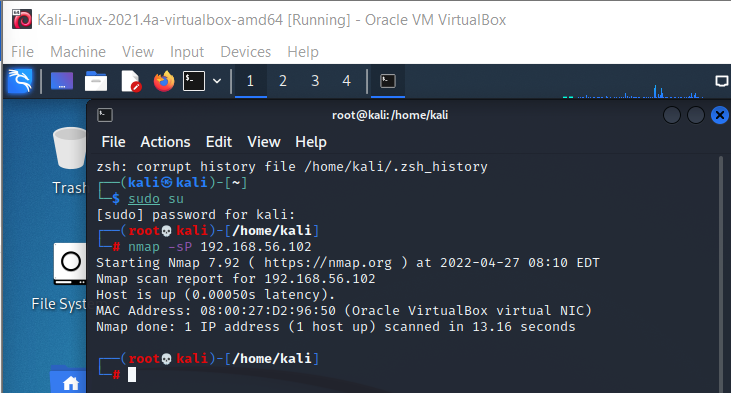 Kali-Linux-2021.4a-virtualbox-amd64 [Running] - Oracle VM VirtualBox
File Machine View Input Devices Help
1 2 3 4
root@kali: /home/kali
File Actions Edit View Help
zsh: corrupt history file /home/kali/.zsh_history
┌──(kali㉿kali)-[~]
└─$ sudo su
[sudo] password for kali:
┌──(root💀kali)-[/home/kali]
└─# nmap -sP 192.168.56.102
Starting Nmap 7.92 ( https://nmap.org ) at 2022-04-27 08:10 EDT
Nmap scan report for 192.168.56.102
Host is up (0.00050s latency).
MAC Address: 08:00:27:D2:96:50 (Oracle VirtualBox virtual NIC)
Nmap done: 1 IP address (1 host up) scanned in 13.16 seconds
┌──(root💀kali)-[/home/kali]
└─#
Trash
File System